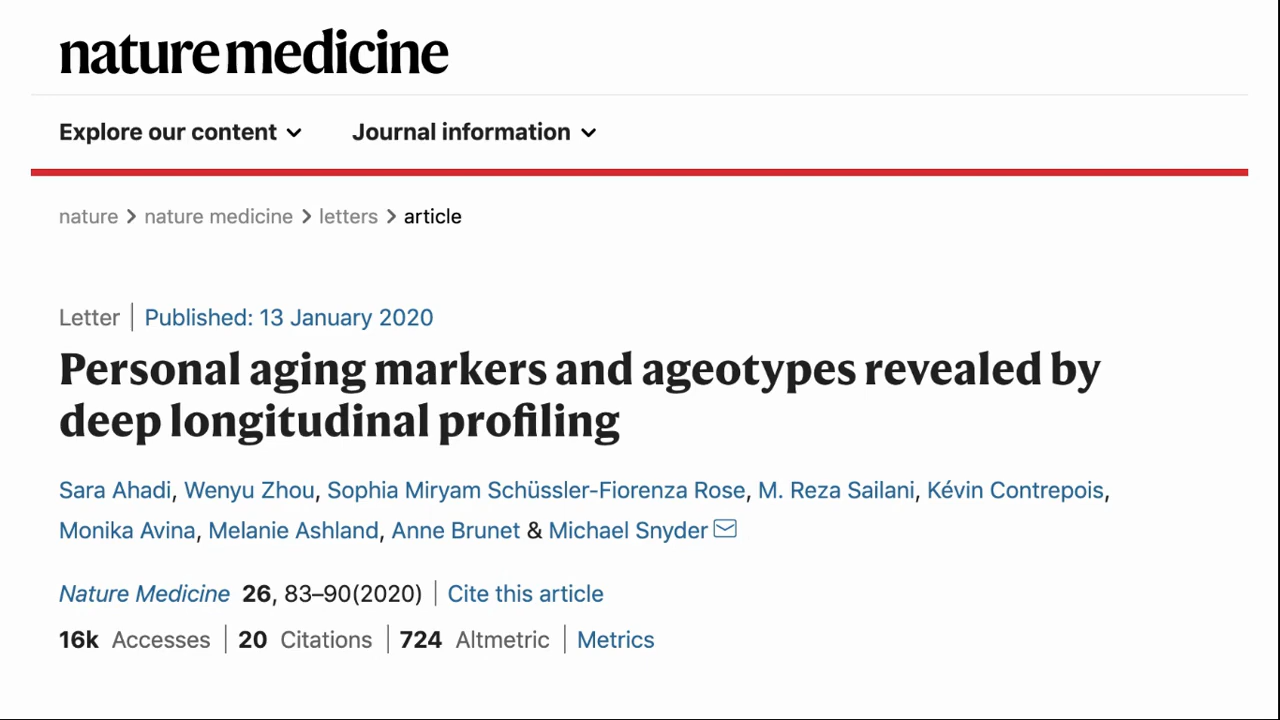 nature medicine
Explore our content Journal information
nature > nature medicine > letters > article
Letter | Published: 13 January 2020
Personal aging markers and ageotypes revealed by
deep longitudinal profiling
Sara Ahadi, Wenyu Zhou, Sophia Miryam Schüssler-Fiorenza Rose, M. Reza Sailani, Kévin Contrepois,
Monika Avina, Melanie Ashland, Anne Brunet & Michael Snyder
Nature Medicine 26, 83–90(2020) | Cite this article
16k Accesses | 20 Citations | 724 Altmetric | Metrics